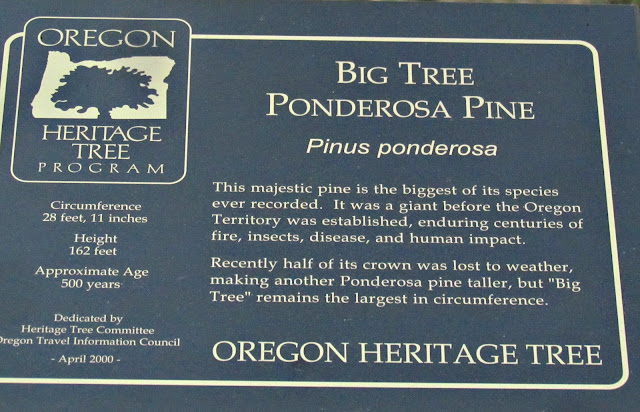 OREGON
HERITAGE
TREE
PROGRAM
Circumference
28 feet, 11 inches
Height
162 feet
Approximate Age
500 years
Dedicated by
Heritage Tree Committee
Oregon Travel Information Council
- April 2000 -
BIG TREE
PONDEROSA PINE
Pinus ponderosa
This majestic pine is the biggest of its species
ever recorded. It was a giant before the Oregon
Territory was established, enduring centuries of
fire, insects, disease, and human impact.
Recently half of its crown was lost to weather,
making another Ponderosa pine taller, but "Big
Tree" remains the largest in circumference.
OREGON HERITAGE TREE